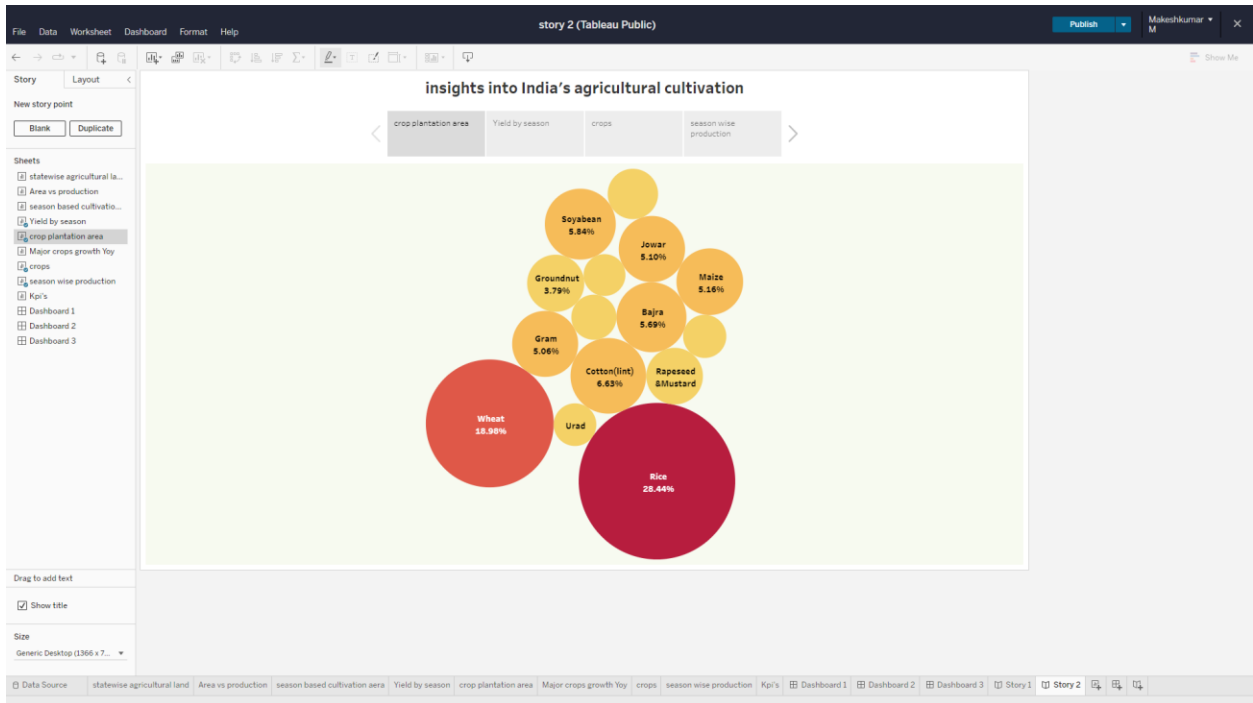 story 2 (Tableau Public)
Publish
Makeshkumar
M
File Data Worksheet Dashboard Format Help
Show Me
Story Layout
New story point
Blank Duplicate
Sheets
statewise agricultural la...
Area vs production
season based cultivatio...
Yield by season
crop plantation area
Major crops growth Yoy
crops
season wise production
Kpi's
Dashboard 1
Dashboard 2
Dashboard 3
Drag to add text
Show title
Size
Generic Desktop (1366 x 7...
insights into India's agricultural cultivation
crop plantation area
Yield by season
crops
season wise
production
Soyabean
5.84%
Jowar
5.10%
Groundnut
3.79%
Maize
5.16%
Bajra
5.69%
Gram
5.06%
Cotton(lint)
6.63%
Rapeseed
&Mustard
Wheat
18.98%
Urad
Rice
28.44%
Data Source statewise agricultural land Area vs production season based cultivation aera Yield by season crop plantation area Major crops growth Yoy crops season wise production Kpi's Dashboard 1 Dashboard 2 Dashboard 3 Story 1 Story 2